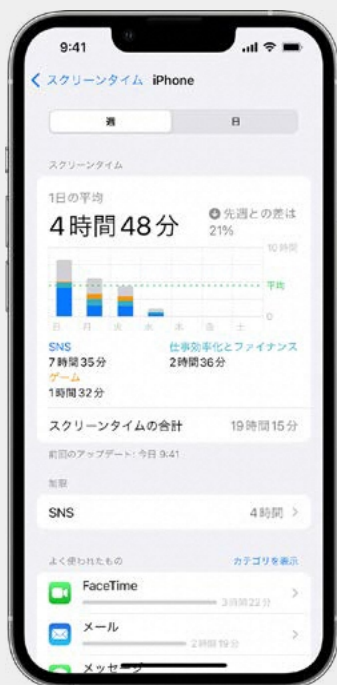 9:41
スクリーンタイム iPhone
週 日
スクリーンタイム
1日の平均
4時間48分
先週との差は
21%
10時間
平均
0
日 月 火 水 木 金 土
SNS 仕事効率化とファイナンス
7時間35分 2時間36分
ゲーム
1時間32分
スクリーンタイムの合計 19時間15分
前回のアップデート: 今日 9:41
制限
SNS 4時間
よく使われたもの カテゴリを表示
FaceTime
3時間22分
メール
2時間19分
メッセージ